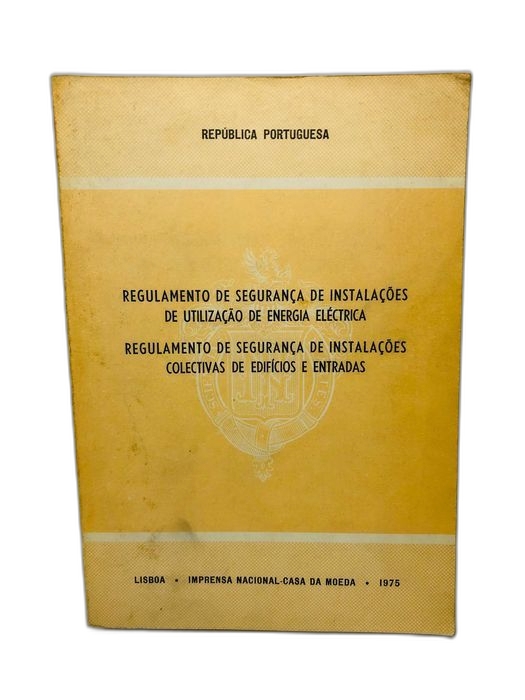 REPÚBLICA PORTUGUESA
REGULAMENTO DE SEGURANÇA DE INSTALAÇÕES
DE UTILIZAÇÃO DE ENERGIA ELÉCTRICA
REGULAMENTO DE SEGURANÇA DE INSTALAÇÕES
COLECTIVAS DE EDIFÍCIOS E ENTRADAS
LISBOA • IMPRENSA NACIONAL-CASA DA MOEDA • 1975